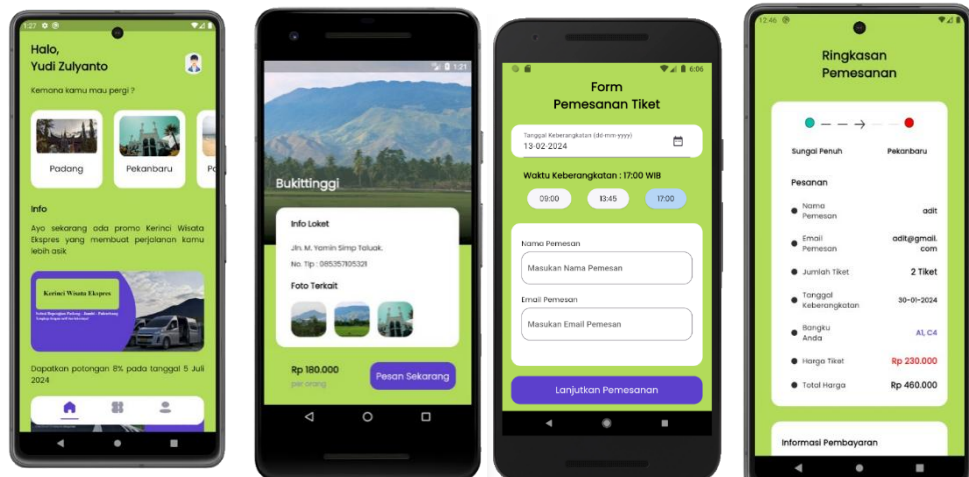 1:27
Halo,
Yudi Zulyanto
Kemana kamu mau pergi ?
Padang
Pekanbaru
Info
Ayo sekarang ada promo Kerinci Wisata
Ekspres yang membuat perjalanan kamu
lebih asik
Kerinci Wisata Ekspres
Dapatkan potongan 8% pada tanggal 5 Juli
2024
1:21
Bukittinggi
Info Loket
Jln. M. Yamin Simp Taluak.
No. Tlp : 085357105321
Foto Terkait
Rp 180.000
per orang
Pesan Sekarang
6:06
Form
Pemesanan Tiket
Tanggal Keberangkatan (dd-mm-yyyy)
13-02-2024
Waktu Keberangkatan : 17:00 WIB
09:00
13:45
17:00
Nama Pemesan
Masukan Nama Pemesan
Email Pemesan
Masukan Email Pemesan
Lanjutkan Pemesanan
12:46
Ringkasan
Pemesanan
Sungai Penuh
Pekanbaru
Pesanan
Nama
Pemesan
adit
Email
Pemesan
adit@gmail.
com
Jumlah Tiket
2 Tiket
Tanggal
Keberangkatan
30-01-2024
Bangku
Anda
A1, C4
Harga Tiket
Rp 230.000
Total Harga
Rp 460.000
Informasi Pembayaran